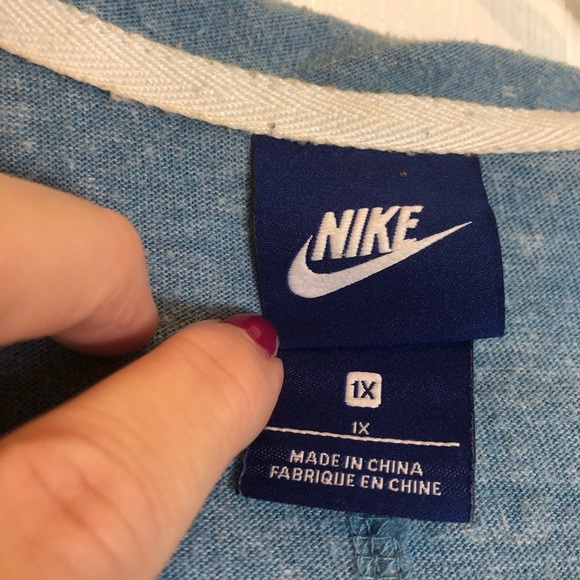 NIKE
1X
1X
MADE IN CHINA
FABRIQUE EN CHINE